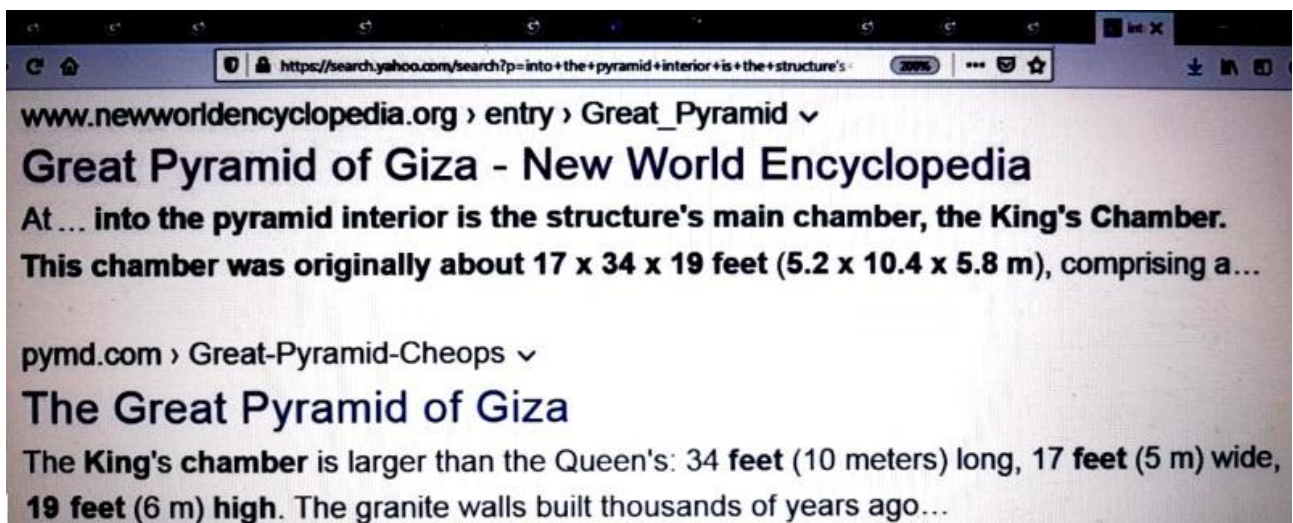 int
https://search.yahoo.com/search?p=into+the+pyramid+interior+is+the+structure's
200%
www.newworldencyclopedia.org › entry › Great_Pyramid
Great Pyramid of Giza - New World Encyclopedia
At ... into the pyramid interior is the structure's main chamber, the King's Chamber.
This chamber was originally about 17 x 34 x 19 feet (5.2 x 10.4 x 5.8 m), comprising a...
pymd.com › Great-Pyramid-Cheops
The Great Pyramid of Giza
The King's chamber is larger than the Queen's: 34 feet (10 meters) long, 17 feet (5 m) wide,
19 feet (6 m) high. The granite walls built thousands of years ago...